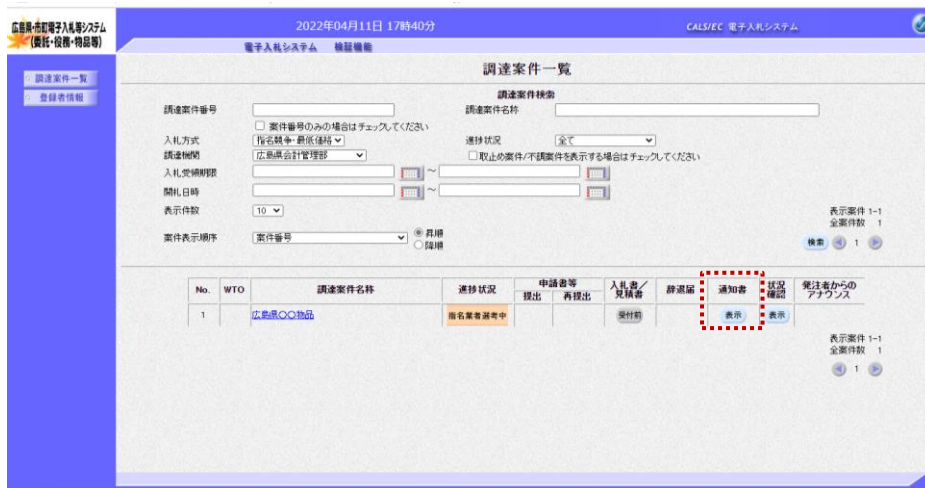 広島県・市町電子入札等システム
(委託・役務・物品等)
2022年04月11日 17時40分
CALS/EC 電子入札システム
電子入札システム 検証機能
調達案件一覧
登録者情報
調達案件一覧
調達案件検索
調達案件番号
調達案件名称
案件番号のみの場合はチェックしてください
入札方式 指名競争・最低価格
進捗状況 全て
調達機関 広島県会計管理部
取止め案件/不調案件を表示する場合はチェックしてください
入札受領期限 ~
開札日時 ~
表示件数 10
表示案件 1-1
全案件数 1
案件表示順序 案件番号
昇順
降順
検索 1
No. WTO 調達案件名称 進捗状況 申請書等 提出 再提出 入札書/見積書 辞退届 通知書 状況確認 発注者からのアナウンス
1 広島県〇〇物品 指名業者選考中 受付前 表示 表示
表示案件 1-1
全案件数 1
1